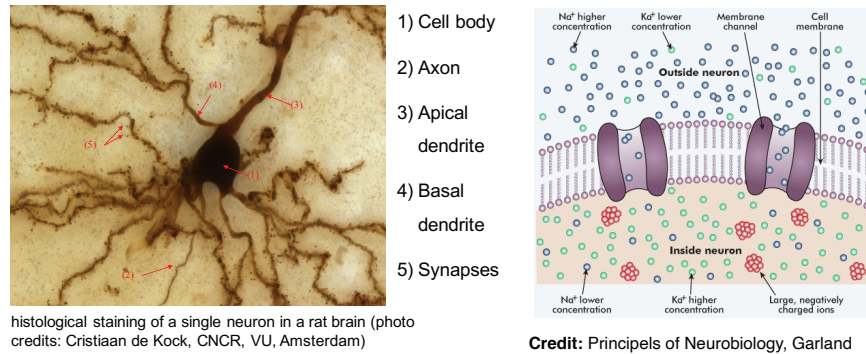 (4)
(3)
(5)
(1)
(2)
histological staining of a single neuron in a rat brain (photo
credits: Cristiaan de Kock, CNCR, VU, Amsterdam)
1) Cell body
2) Axon
3) Apical
dendrite
4) Basal
dendrite
5) Synapses
Na+ higher
concentration
Ka+ lower
concentration
Membrane
channel
Cell
membrane
Outside neuron
Inside neuron
Na+ lower
concentration
Ka+ higher
concentration
Large, negatively
charged ions
Credit: Principels of Neurobiology, Garland